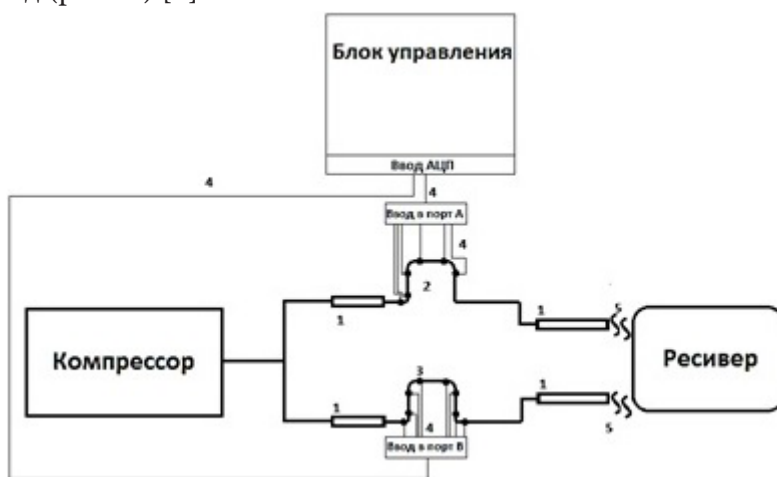 Блок управления
Ввод АЦП
4
4
Ввод в порт А
4
2
1
1
5
Компрессор
Ресивер
3
1
1
4
5
Ввод в порт В